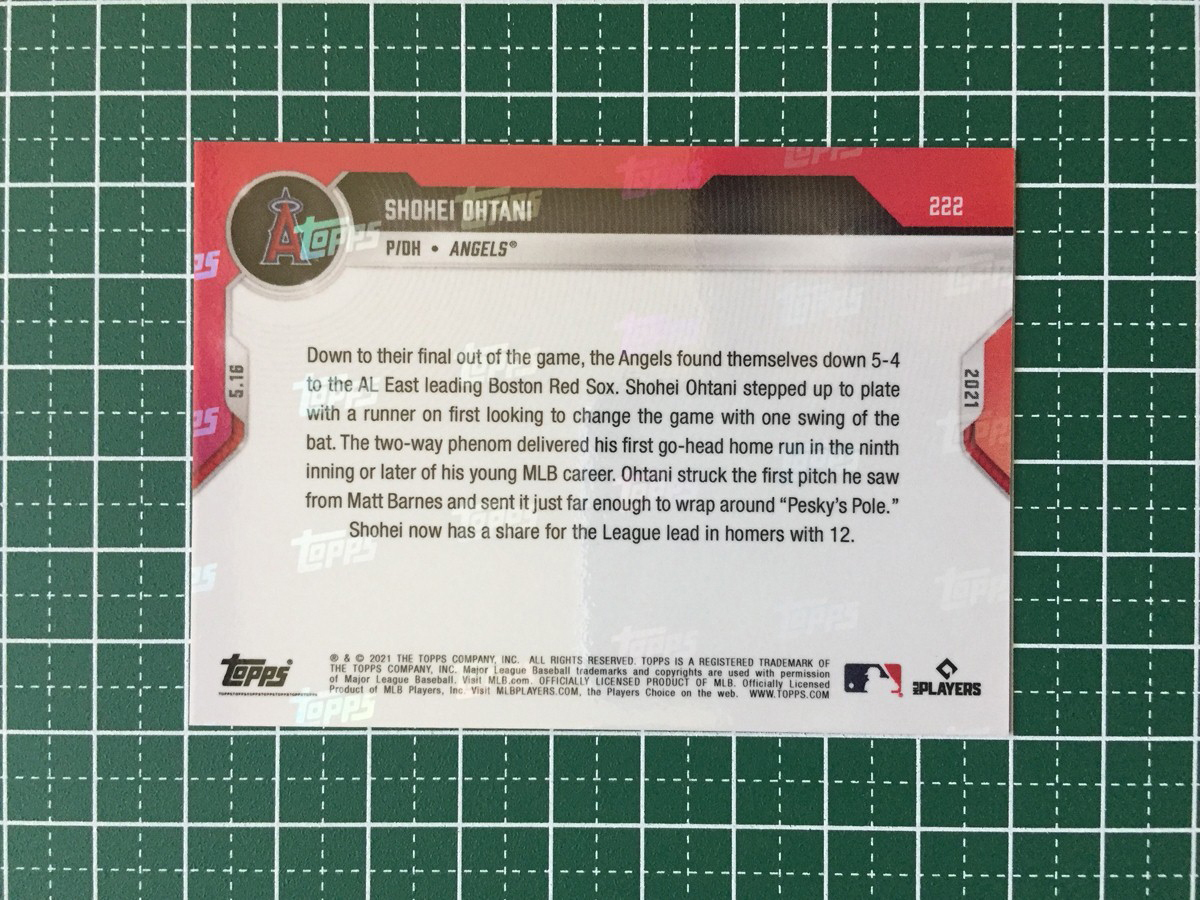 SHOHEI OHTANI
222
P/DH • ANGELS®
5.16
2021
Down to their final out of the game, the Angels found themselves down 5-4
to the AL East leading Boston Red Sox. Shohei Ohtani stepped up to plate
with a runner on first looking to change the game with one swing of the
bat. The two-way phenom delivered his first go-head home run in the ninth
inning or later of his young MLB career. Ohtani struck the first pitch he saw
from Matt Barnes and sent it just far enough to wrap around “Pesky’s Pole.”
Shohei now has a share for the League lead in homers with 12.
Topps
® & © 2021 THE TOPPS COMPANY, INC. ALL RIGHTS RESERVED. TOPPS IS A REGISTERED TRADEMARK OF
THE TOPPS COMPANY, INC. Major League Baseball trademarks and copyrights are used with permission
of Major League Baseball. Visit MLB.com. OFFICIALLY LICENSED PRODUCT OF MLB. Officially Licensed
Product of MLB Players, Inc. Visit MLBPLAYERS.COM, the Players Choice on the web. WWW.TOPPS.COM
MLB PLAYERS